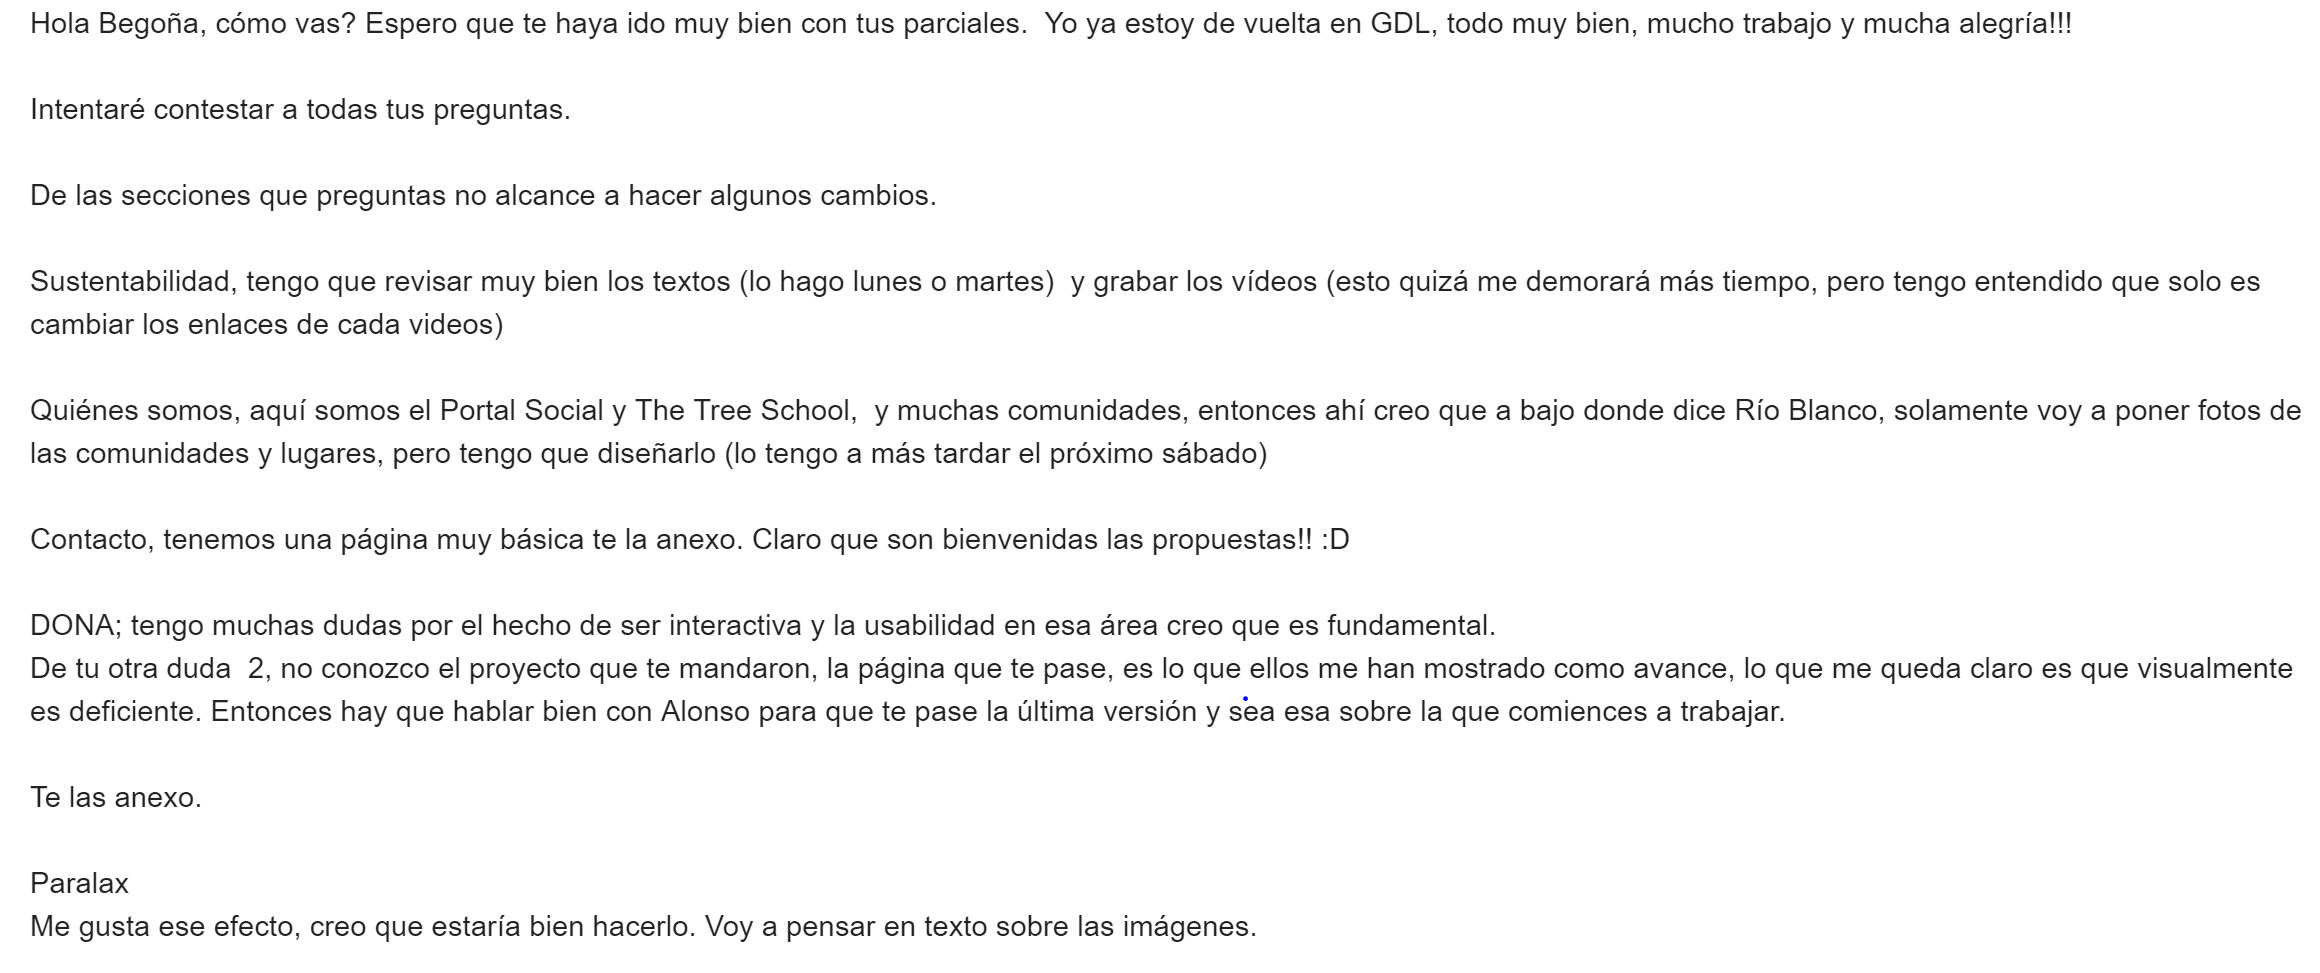 Hola Begoña, cómo vas? Espero que te haya ido muy bien con tus parciales.  Yo ya estoy de vuelta en GDL, todo muy bien, mucho trabajo y mucha alegría!!!
Intentaré contestar a todas tus preguntas.
De las secciones que preguntas no alcance a hacer algunos cambios.
Sustentabilidad, tengo que revisar muy bien los textos (lo hago lunes o martes)  y grabar los vídeos (esto quizá me demorará más tiempo, pero tengo entendido que solo es
cambiar los enlaces de cada videos)
Quiénes somos, aquí somos el Portal Social y The Tree School,  y muchas comunidades, entonces ahí creo que a bajo donde dice Río Blanco, solamente voy a poner fotos de
las comunidades y lugares, pero tengo que diseñarlo (lo tengo a más tardar el próximo sábado)
Contacto, tenemos una página muy básica te la anexo. Claro que son bienvenidas las propuestas!! :D
DONA; tengo muchas dudas por el hecho de ser interactiva y la usabilidad en esa área creo que es fundamental.
De tu otra duda  2, no conozco el proyecto que te mandaron, la página que te pase, es lo que ellos me han mostrado como avance, lo que me queda claro es que visualmente
es deficiente. Entonces hay que hablar bien con Alonso para que te pase la última versión y sea esa sobre la que comiences a trabajar.
Te las anexo.
Paralax
Me gusta ese efecto, creo que estaría bien hacerlo. Voy a pensar en texto sobre las imágenes.